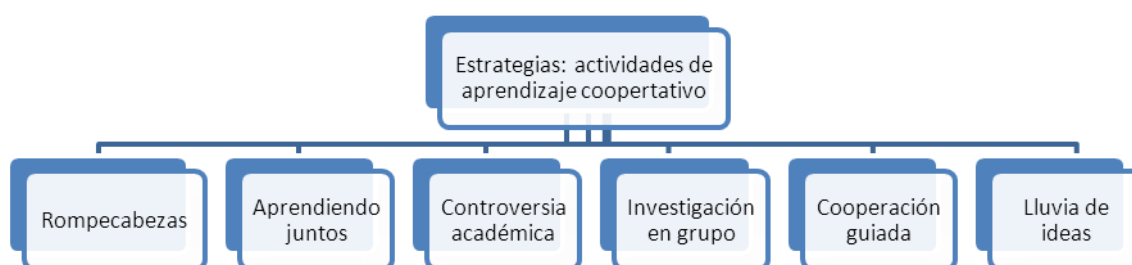 Estrategias: actividades de
aprendizaje coopertativo
Rompecabezas
Aprendiendo
juntos
Controversia
académica
Investigación
en grupo
Cooperación
guiada
Lluvia de
ideas